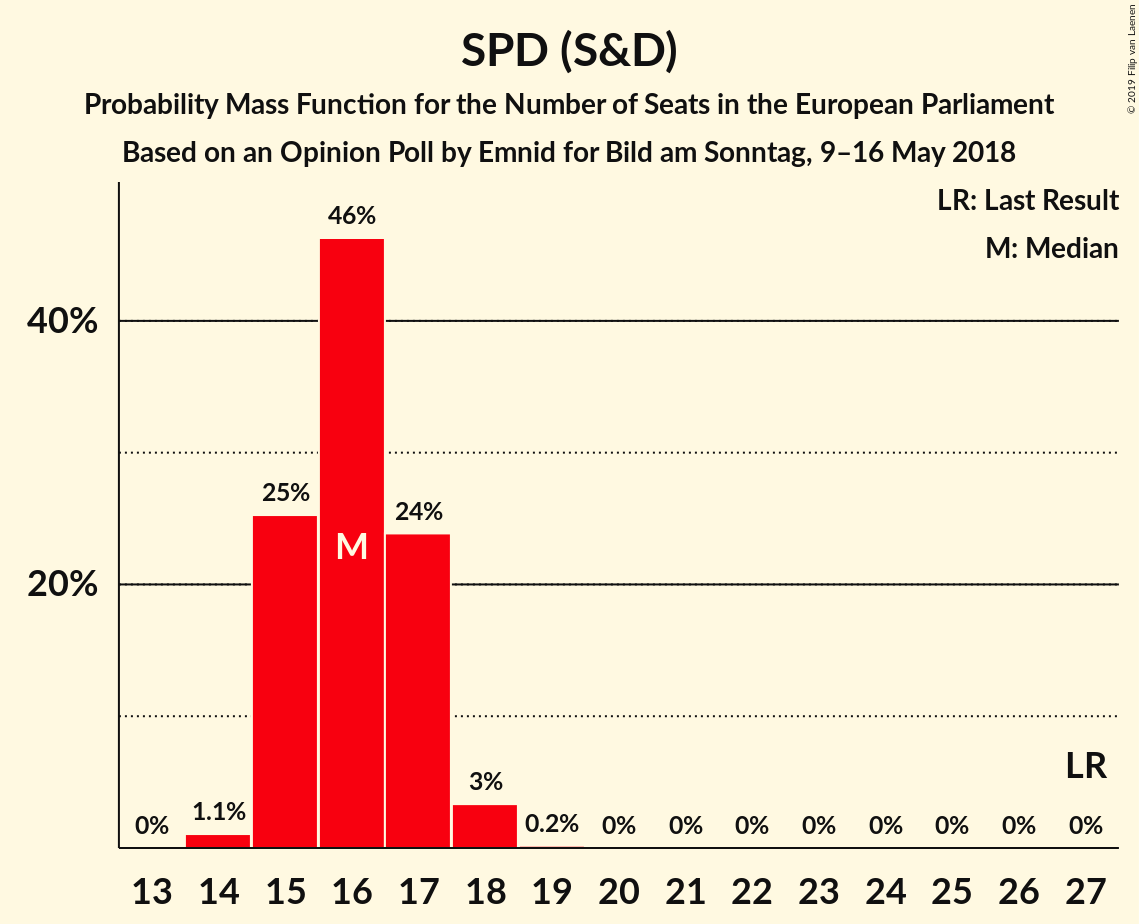 SPD (S&D)
Probability Mass Function for the Number of Seats in the European Parliament
Based on an Opinion Poll by Emnid for Bild am Sonntag, 9–16 May 2018
© 2019 Filip van Laenen
LR: Last Result
M: Median
40%
20%
0%
1.1%
25%
46%
24%
3%
0.2%
0%
0%
0%
0%
0%
0%
0%
0%
M
LR
13 14 15 16 17 18 19 20 21 22 23 24 25 26 27